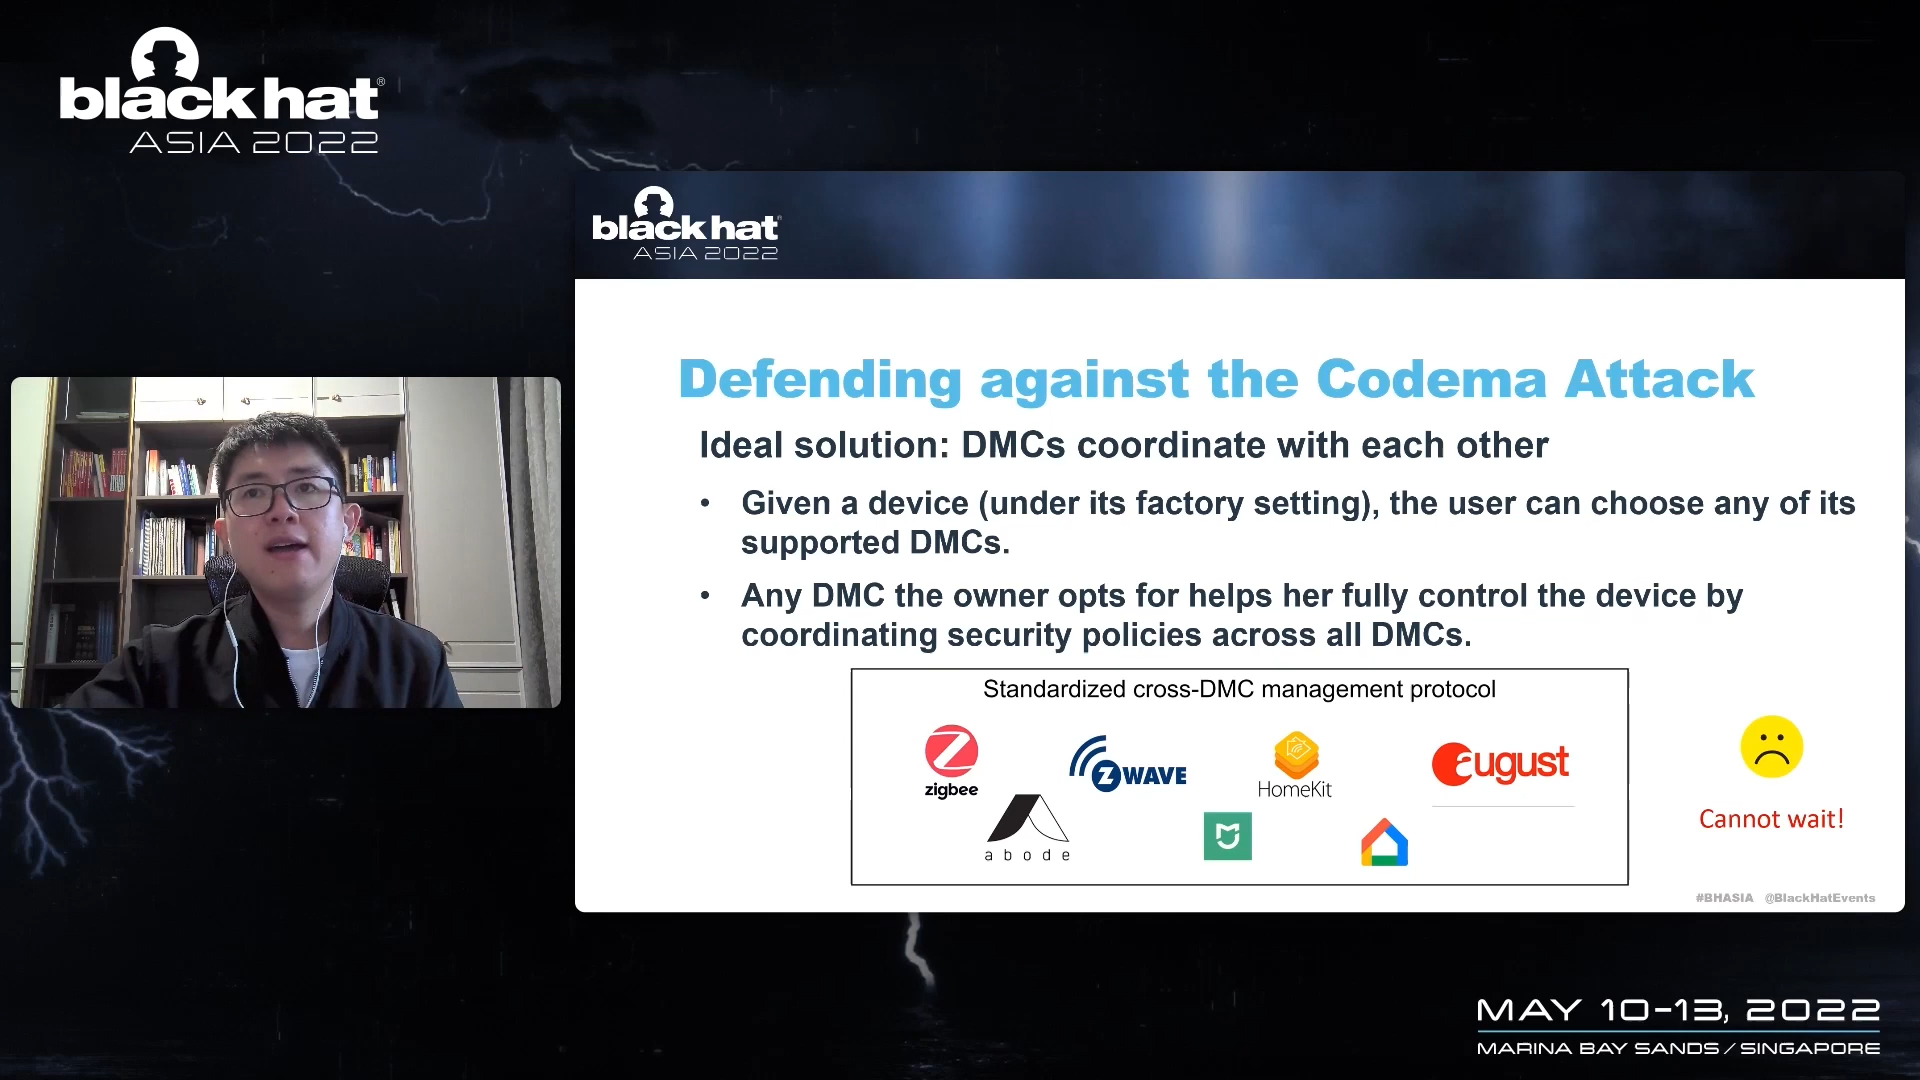 black hat®
ASIA 2022
black hat
ASIA 2022
Defending against the Codema Attack
Ideal solution: DMCs coordinate with each other
• Given a device (under its factory setting), the user can choose any of its
supported DMCs.
• Any DMC the owner opts for helps her fully control the device by
coordinating security policies across all DMCs.
Standardized cross-DMC management protocol
zigbee
Z WAVE
HomeKit
august
abode
Cannot wait!
#BHASIA @BlackHatEvents
MAY 10-13, 2022
MARINA BAY SANDS / SINGAPORE